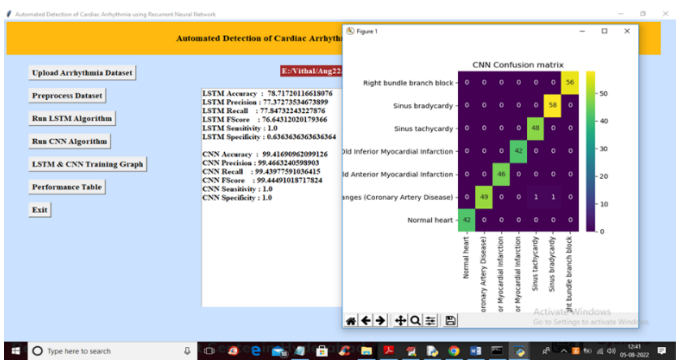 Automated Detection of Cardiac Arrhythmia using Recurrent Neural Network
Automated Detection of Cardiac Arrhyth
Upload Arrhythmia Dataset
Preprocess Dataset
Run LSTM Algorithm
Run CNN Algorithm
LSTM & CNN Training Graph
Performance Table
Exit
E:/Vithal/Aug22
LSTM Accuracy : 78.71720116618076
LSTM Precision : 77.37273534673899
LSTM Recall : 77.84732243227876
LSTM FScore : 76.64312020179366
LSTM Sensitivity : 1.0
LSTM Specificity : 0.6363636363636364
CNN Accuracy : 99.41690962099126
CNN Precision : 99.4663240598903
CNN Recall : 99.43977591036415
CNN FScore : 99.44491018717824
CNN Sensitivity : 1.0
CNN Specificity : 1.0
Figure 1
CNN Confusion matrix
Right bundle branch block 0 0 0 0 0 0 56
Sinus bradycardy 0 0 0 0 0 58 0
Sinus tachycardy 0 0 0 0 48 0 0
Old Inferior Myocardial Infarction 0 0 0 42 0 0 0
ld Anterior Myocardial Infarction 0 0 46 0 0 0 0
anges (Coronary Artery Disease) 0 49 0 0 1 1 0
Normal heart 42 0 0 0 0 0 0
Normal heart
oronary Artery Disease)
or Myocardial Infarction
or Myocardial Infarction
Sinus tachycardy
Sinus bradycardy
ht bundle branch block
50
40
30
20
10
0
Activate Windows
Go to Settings to activate Windows.
Type here to search
12:41
05-08-2022